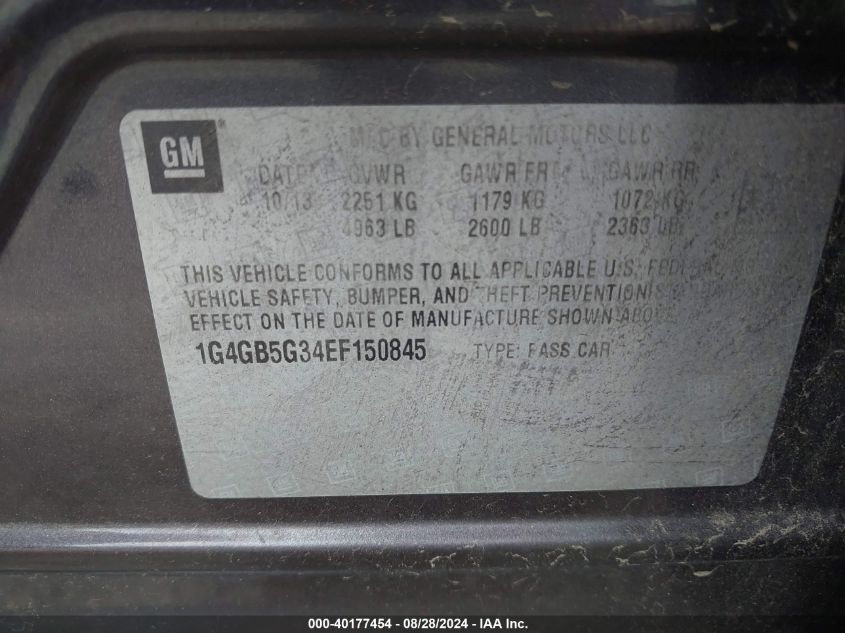 GM
MFD BY GENERAL MOTORS LLC
DATE GVWR GAWR FRT GAWR RR
10/13 2251 KG 1179 KG 1072 KG
4963 LB 2600 LB 2363 LB
THIS VEHICLE CONFORMS TO ALL APPLICABLE U.S. FEDERAL
VEHICLE SAFETY, BUMPER, AND THEFT PREVENTION
EFFECT ON THE DATE OF MANUFACTURE SHOWN ABOVE
1G4GB5G34EF150845 TYPE: PASS CAR
000-40177454 — 08/28/2024 — IAA Inc.